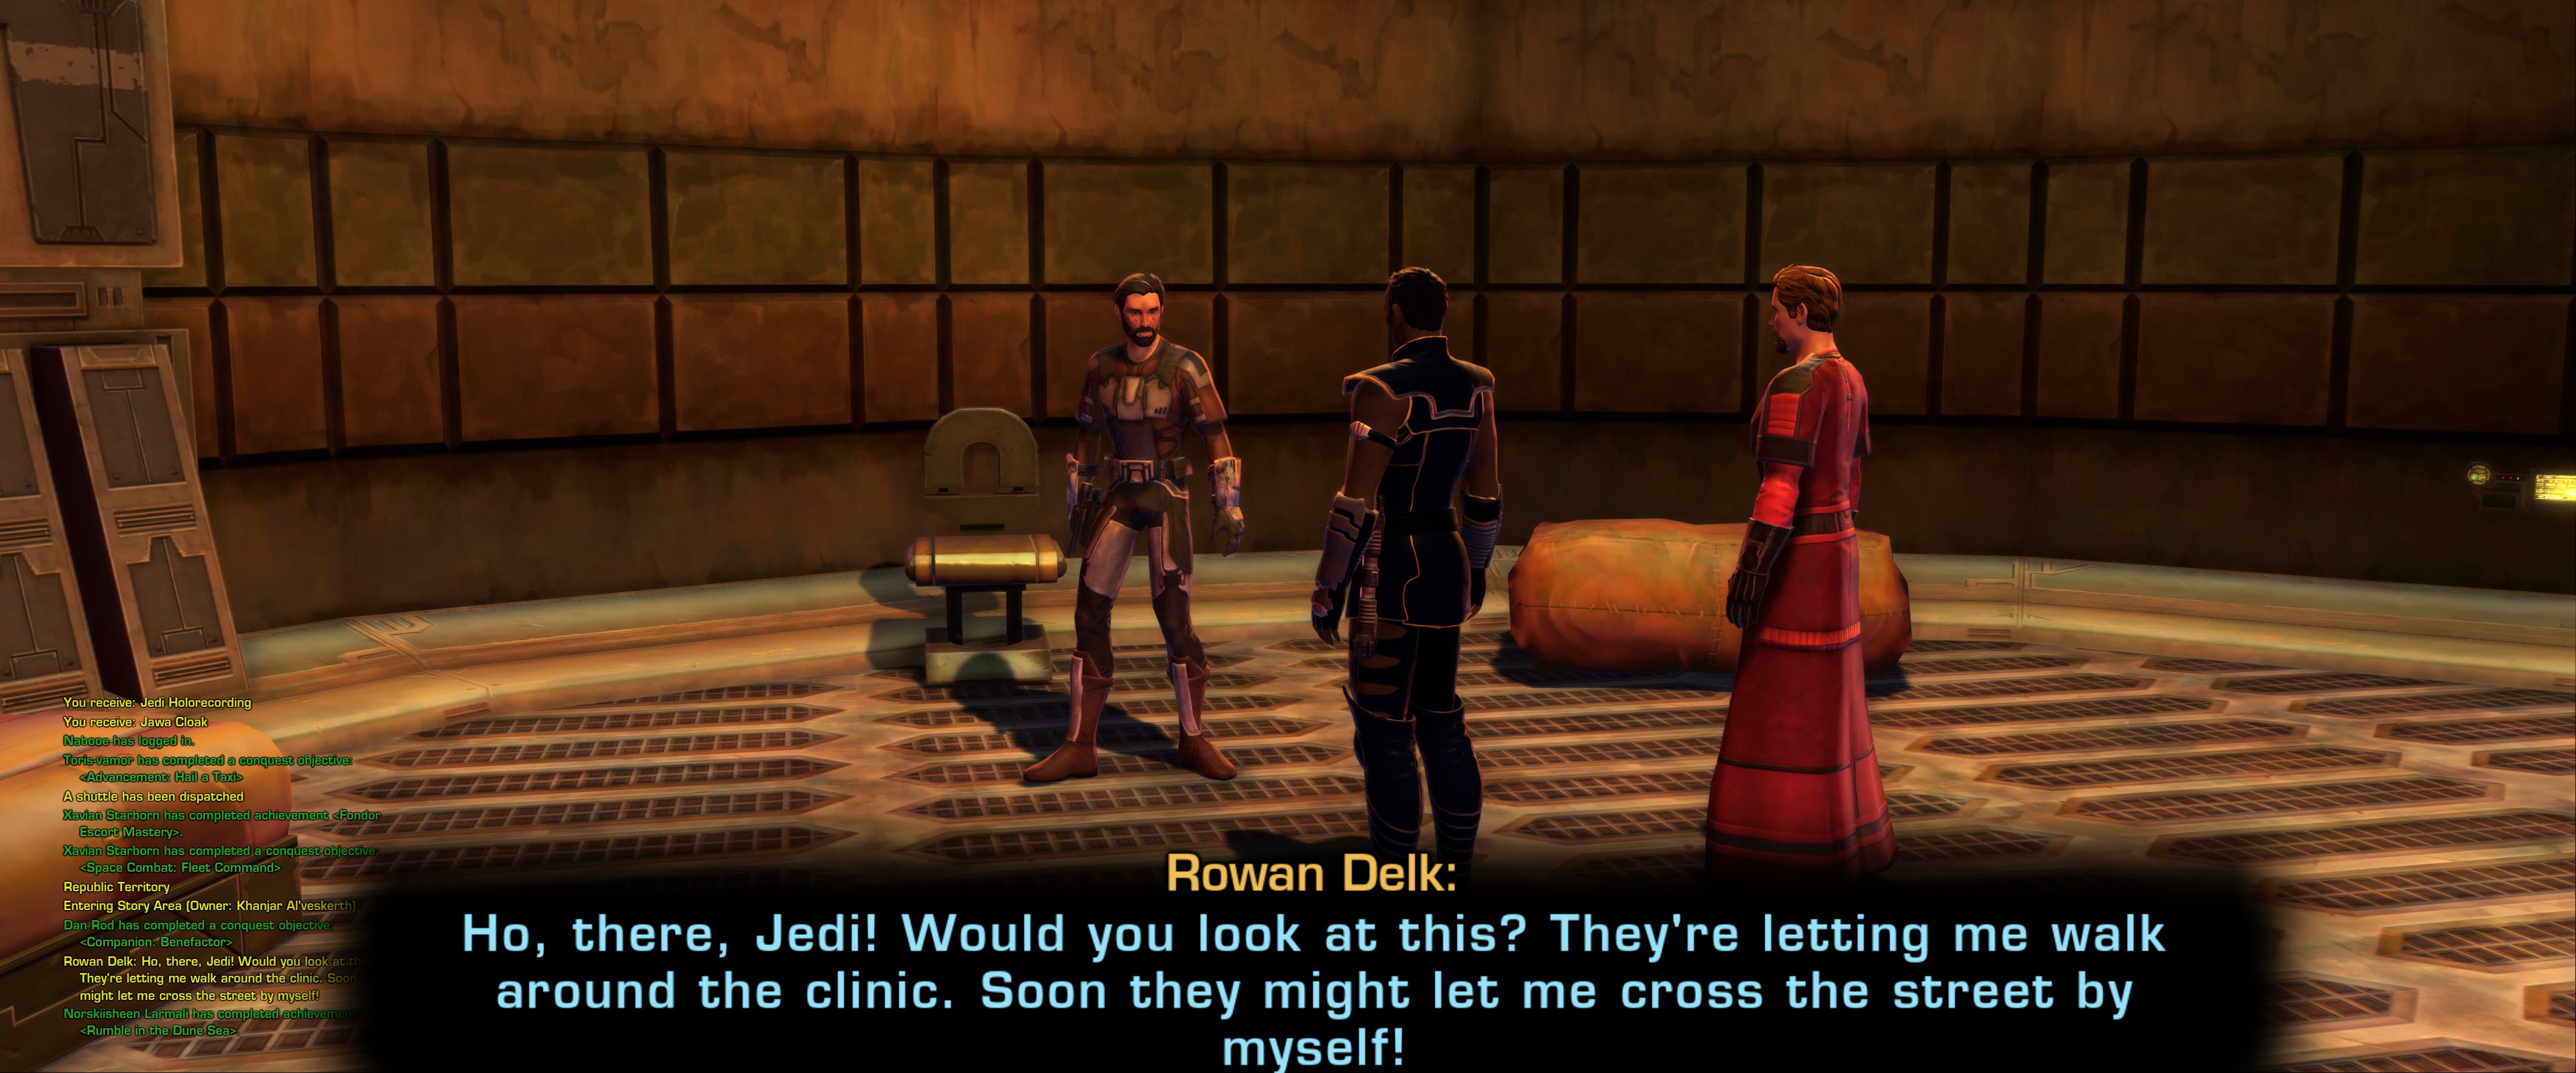 You receive: Jedi Holorecording
You receive: Jawa Cloak
Nabooe has logged in.
Toris-vamor has completed a conquest objective:
<Advancement: Hail a Taxi>
A shuttle has been dispatched
Xavian Starborn has completed achievement <Fondor
Escort Mastery>.
Xavian Starborn has completed a conquest objective:
<Space Combat: Fleet Command>
Republic Territory
Entering Story Area (Owner: Khanjar Al'veskerth)
Dan Rod has completed a conquest objective:
<Companion: Benefactor>
Rowan Delk: Ho, there, Jedi! Would you look at
They're letting me walk around the clinic. Soon
might let me cross the street by myself!
Norskiisheen Larmali has completed achievement
<Rumble in the Dune Sea>.
Rowan Delk:
Ho, there, Jedi! Would you look at this? They're letting me walk
around the clinic. Soon they might let me cross the street by
myself!